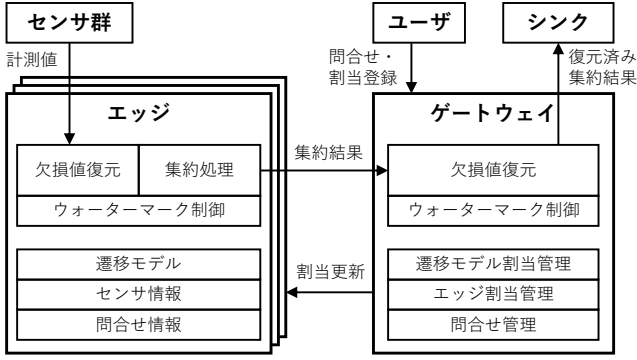 センサ群
ユーザ
シンク
計測値
問合せ・
割当登録
復元済み
集約結果
エッジ
ゲートウェイ
欠損値復元
集約処理
集約結果
欠損値復元
ウォーターマーク制御
ウォーターマーク制御
遷移モデル
遷移モデル割当管理
センサ情報
割当更新
エッジ割当管理
問合せ情報
問合せ管理